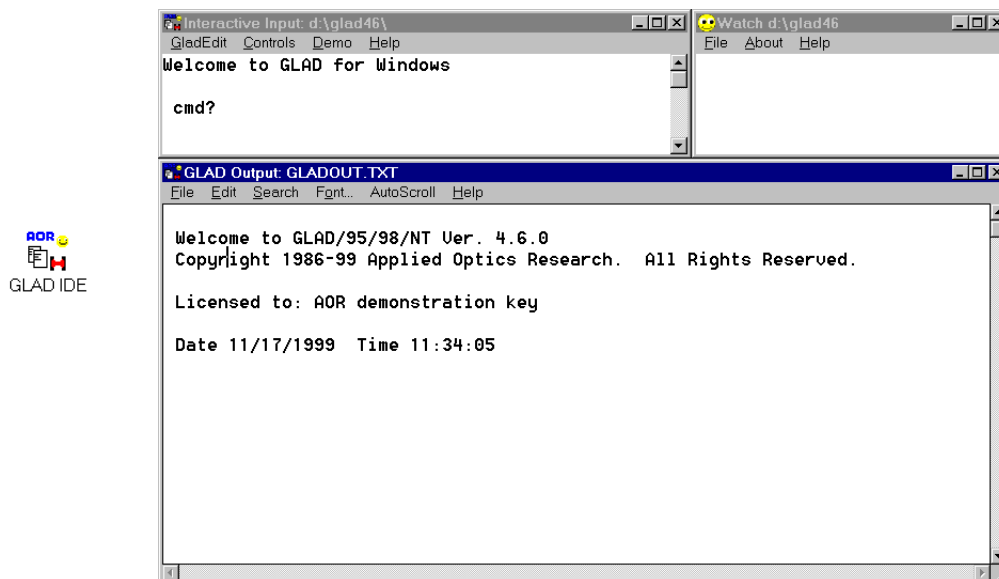 Interactive Input: d:\glad46\
GladEdit Controls Demo Help
Welcome to GLAD for Windows
cmd?
Watch d:\glad46
File About Help
GLAD Output: GLADOUT.TXT
File Edit Search Font... AutoScroll Help
Welcome to GLAD/95/98/NT Ver. 4.6.0
Copyright 1986-99 Applied Optics Research. All Rights Reserved.
Licensed to: AOR demonstration key
Date 11/17/1999 Time 11:34:05
AOR
GLAD IDE